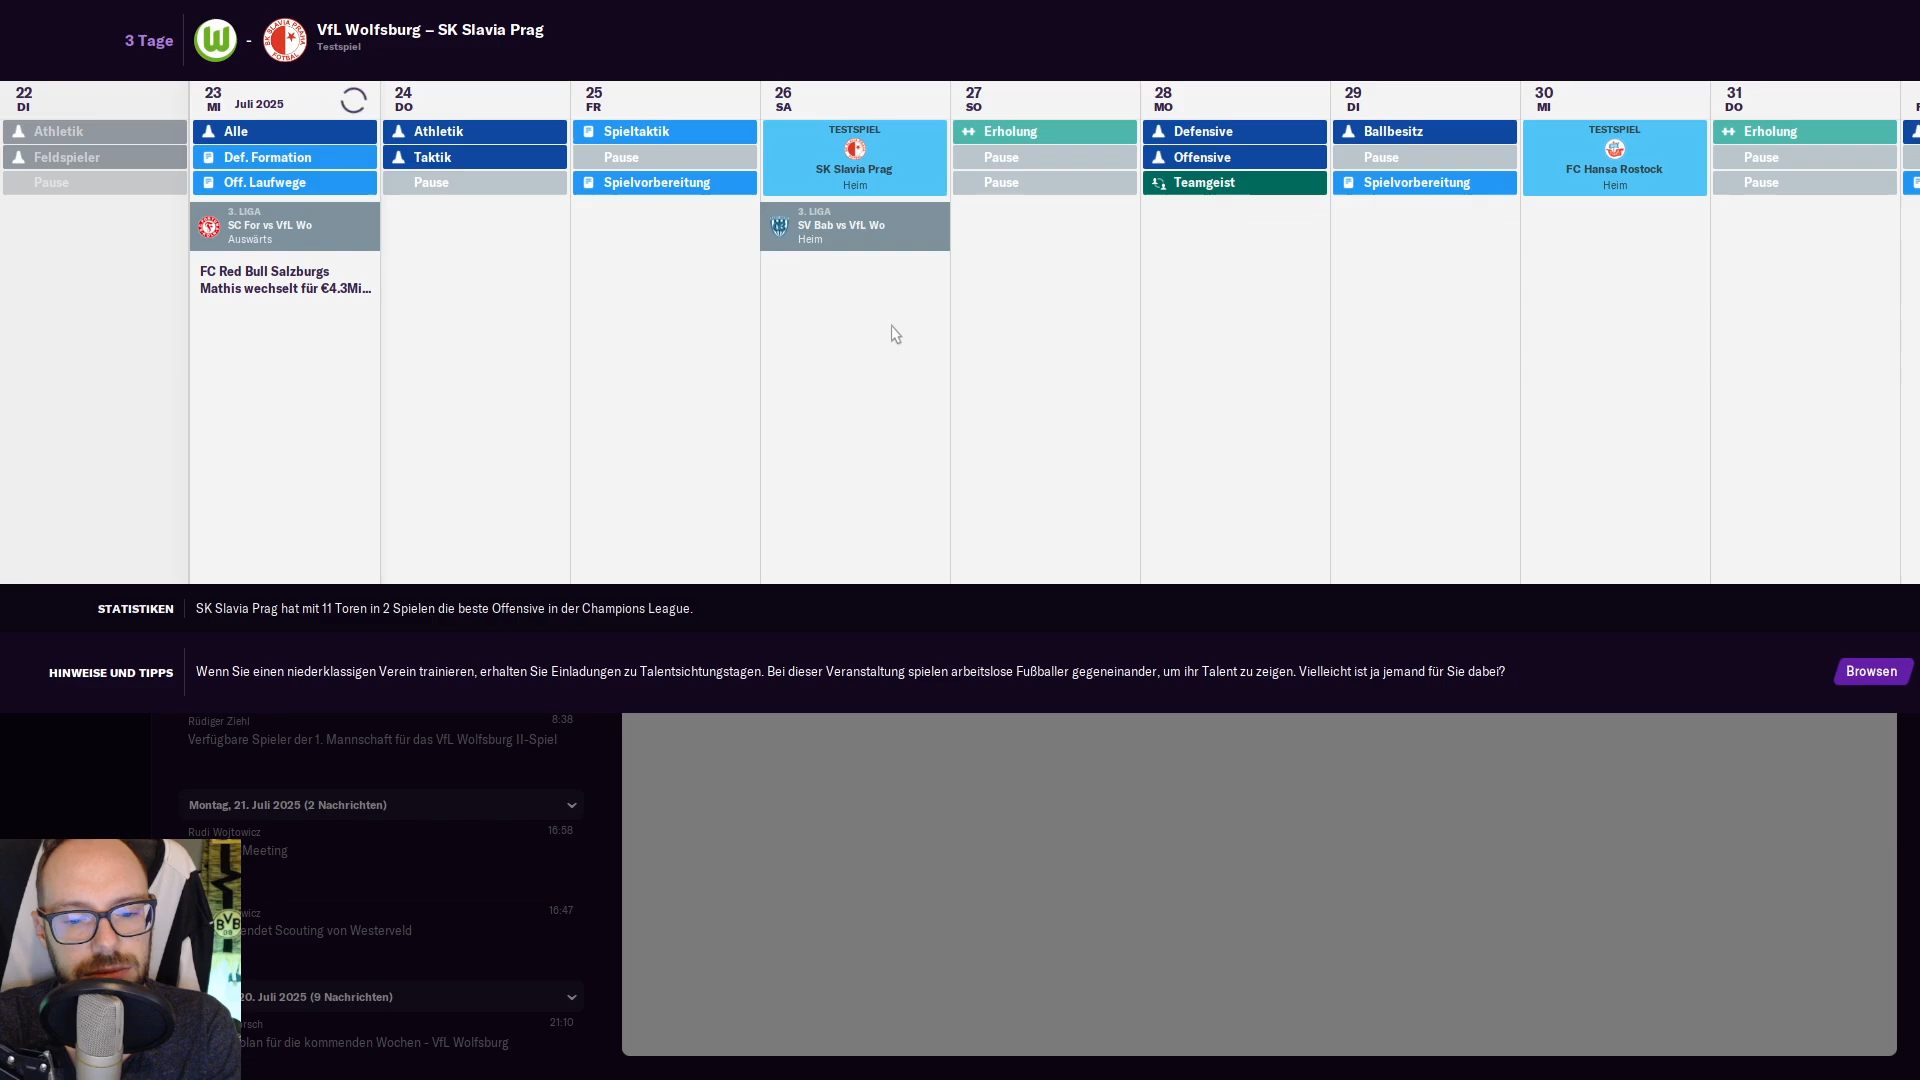 3 Tage
VfL Wolfsburg – SK Slavia Prag
Testspiel
22
DI
23
MI Juli 2025
24
DO
25
FR
26
SA
27
SO
28
MO
29
DI
30
MI
31
DO
Athletik
Feldspieler
Pause
Alle
Def. Formation
Off. Laufwege
3. LIGA
SC For vs VfL Wo
Auswärts
FC Red Bull Salzburgs
Mathis wechselt für €4.3Mi...
Athletik
Taktik
Pause
Spieltaktik
Pause
Spielvorbereitung
TESTSPIEL
SK Slavia Prag
Heim
3. LIGA
SV Bab vs VfL Wo
Heim
Erholung
Pause
Pause
Defensive
Offensive
Teamgeist
Ballbesitz
Pause
Spielvorbereitung
TESTSPIEL
FC Hansa Rostock
Heim
Erholung
Pause
Pause
STATISTIKEN
SK Slavia Prag hat mit 11 Toren in 2 Spielen die beste Offensive in der Champions League.
HINWEISE UND TIPPS
Wenn Sie einen niederklassigen Verein trainieren, erhalten Sie Einladungen zu Talentsichtungstagen. Bei dieser Veranstaltung spielen arbeitslose Fußballer gegeneinander, um ihr Talent zu zeigen. Vielleicht ist ja jemand für Sie dabei?
Browsen
Rüdiger Ziehl 8:38
Verfügbare Spieler der 1. Mannschaft für das VfL Wolfsburg II-Spiel
Montag, 21. Juli 2025 (2 Nachrichten)
Rudi Wojtowicz 16:58
Meeting
wicz 16:47
endet Scouting von Westerveld
20. Juli 2025 (9 Nachrichten)
orsch 21:10
plan für die kommenden Wochen - VfL Wolfsburg
BVB
09